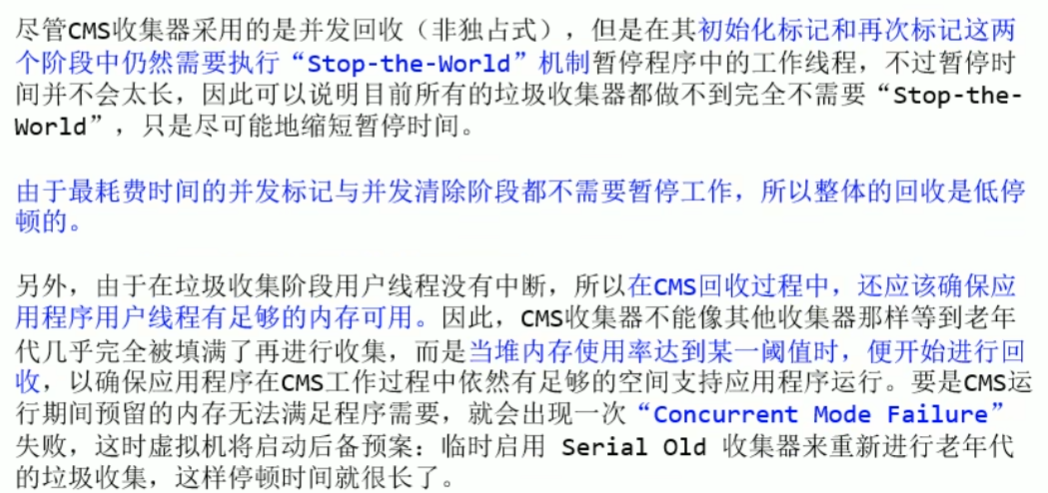 尽管CMS收集器采用的是并发回收（非独占式），但是在其初始化标记和再次标记这两
个阶段中仍然需要执行“Stop-the-World”机制暂停程序中的工作线程，不过暂停时
间并不会太长，因此可以说明目前所有的垃圾收集器都做不到完全不需要“Stop-the-
World”，只是尽可能地缩短暂停时间。
由于最耗费时间的并发标记与并发清除阶段都不需要暂停工作，所以整体的回收是低停
顿的。
另外，由于在垃圾收集阶段用户线程没有中断，所以在CMS回收过程中，还应该确保应
用程序用户线程有足够的内存可用。因此，CMS收集器不能像其他收集器那样等到老年
代几乎完全被填满了再进行收集，而是当堆内存使用率达到某一阈值时，便开始进行回
收，以确保应用程序在CMS工作过程中依然有足够的空间支持应用程序运行。要是CMS运
行期间预留的内存无法满足程序需要，就会出现一次“Concurrent Mode Failure”
失败，这时虚拟机将启动后备预案：临时启用 Serial Old 收集器来重新进行老年代
的垃圾收集，这样停顿时间就很长了。